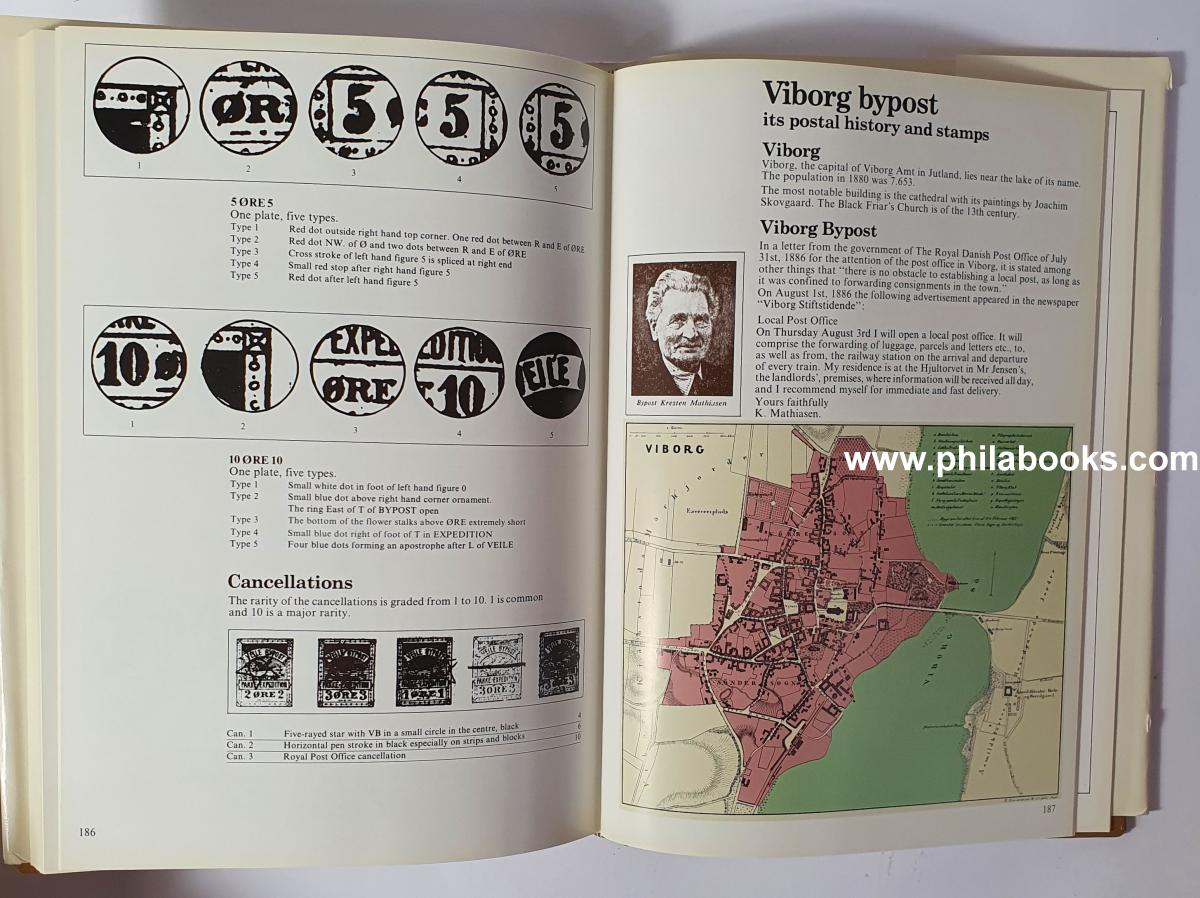 1
2
3
4
5
5 ØRE 5
One plate, five types.
Type 1 Red dot outside right hand top corner. One red dot between R and E of ØRE
Type 2 Red dot NW. of Ø and two dots between R and E of ØRE
Type 3 Cross stroke of left hand figure 5 is spliced at right end
Type 4 Small red stop after right hand figure 5
Type 5 Red dot after left hand figure 5
1
2
3
4
5
10 ØRE 10
One plate, five types.
Type 1 Small white dot in foot of left hand figure 0
Type 2 Small blue dot above right hand corner ornament.
The ring East of T of BYPOST open
Type 3 The bottom of the flower stalks above ØRE extremely short
Type 4 Small blue dot right of foot of T in EXPEDITION
Type 5 Four blue dots forming an apostrophe after L of VEILE
Cancellations
The rarity of the cancellations is graded from 1 to 10. 1 is common
and 10 is a major rarity.
VEILE BYPOST
PAKKE-EXPEDITION
2 ØRE 2
3 ØRE 3
1 ØRE 1
3 ØRE 3
Can. 1 Five-rayed star with VB in a small circle in the centre, black 4
Can. 2 Horizontal pen stroke in black especially on strips and blocks 6
Can. 3 Royal Post Office cancellation 10
186
Viborg bypost
its postal history and stamps
Viborg
Viborg, the capital of Viborg Amt in Jutland, lies near the lake of its name.
The population in 1880 was 7.653.
The most notable building is the cathedral with its paintings by Joachim
Skovgaard. The Black Friar's Church is of the 13th century.
Viborg Bypost
In a letter from the government of The Royal Danish Post Office of July
31st, 1886 for the attention of the post office in Viborg, it is stated among
other things that "there is no obstacle to establishing a local post, as long as
it was confined to forwarding consignments in the town."
On August 1st, 1886 the following advertisement appeared in the newspaper
"Viborg Stiftstidende":
Local Post Office
On Thursday August 3rd I will open a local post office. It will
comprise the forwarding of luggage, parcels and letters etc., to,
as well as from, the railway station on the arrival and departure
of every train. My residence is at the Hjultorvet in Mr Jensen's,
the landlords', premises, where information will be received all day,
and I recommend myself for immediate and fast delivery.
Yours faithfully
K. Mathiasen.
Bypost Kresten Mathiasen
VIBORG
www.philabooks.com
VIBORG
187